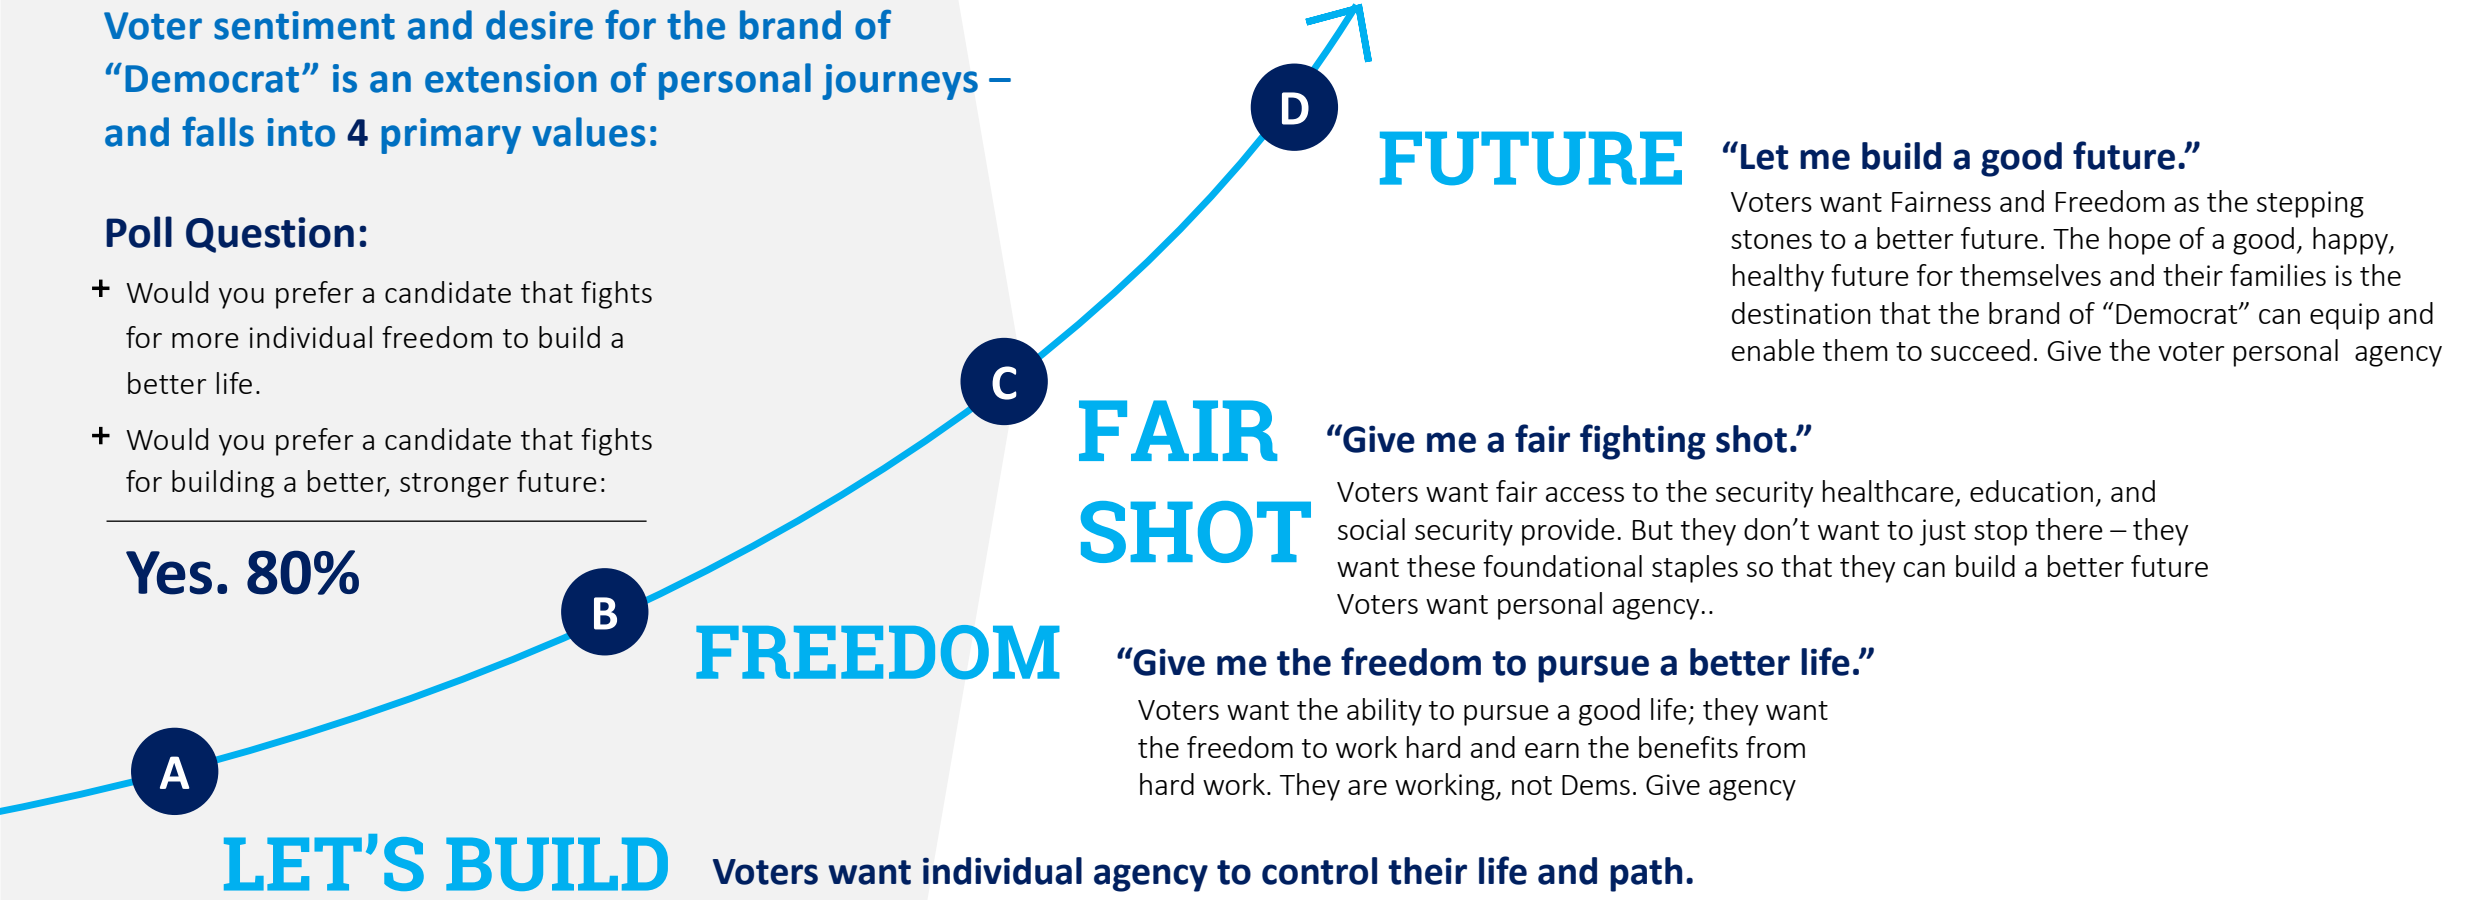 Voter sentiment and desire for the brand of
“Democrat” is an extension of personal journeys –
and falls into 4 primary values:
Poll Question:
+ Would you prefer a candidate that fights
for more individual freedom to build a
better life.
+ Would you prefer a candidate that fights
for building a better, stronger future:
Yes. 80%
D
FUTURE
“Let me build a good future.”
Voters want Fairness and Freedom as the stepping
stones to a better future. The hope of a good, happy,
healthy future for themselves and their families is the
destination that the brand of “Democrat” can equip and
enable them to succeed. Give the voter personal agency
C
FAIR
SHOT
“Give me a fair fighting shot.”
Voters want fair access to the security healthcare, education, and
social security provide. But they don’t want to just stop there – they
want these foundational staples so that they can build a better future
Voters want personal agency..
B
FREEDOM
“Give me the freedom to pursue a better life.”
Voters want the ability to pursue a good life; they want
the freedom to work hard and earn the benefits from
hard work. They are working, not Dems. Give agency
A
LET’S BUILD
Voters want individual agency to control their life and path.